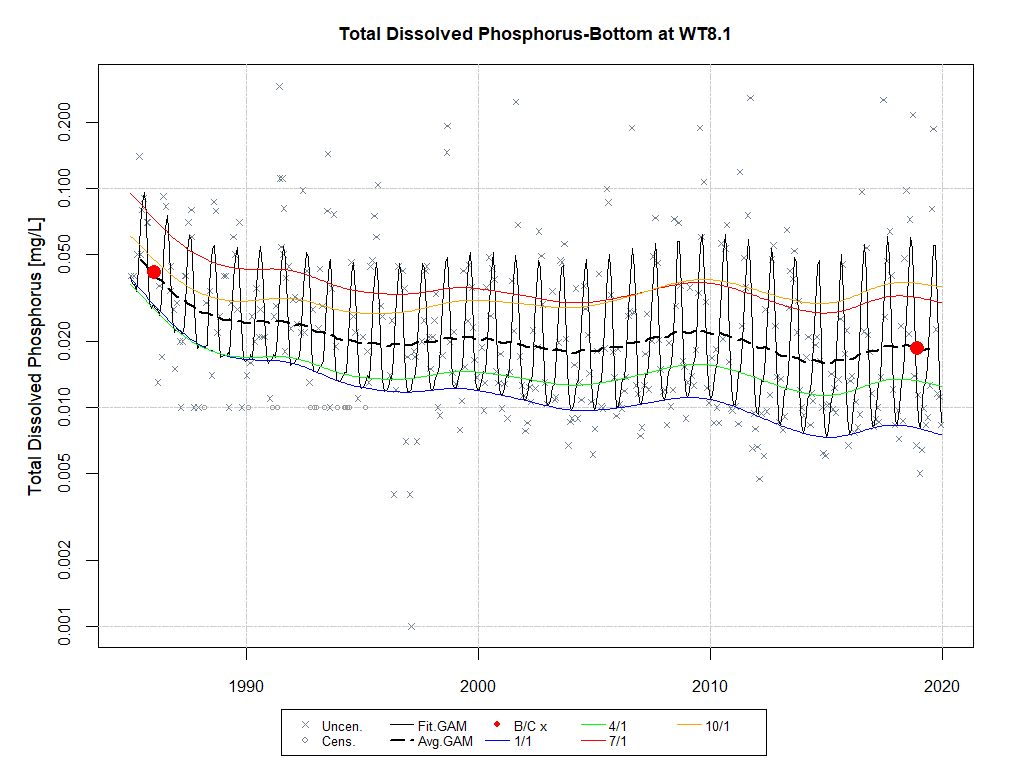 Total Dissolved Phosphorus-Bottom at WT8.1
Total Dissolved Phosphorus [mg/L]
0.200
0.100
0.050
0.020
0.010
0.005
0.002
0.001
1990 2000 2010 2020
Uncen. Fit.GAM B/C x 4/1 10/1
Cens. Avg.GAM 1/1 7/1